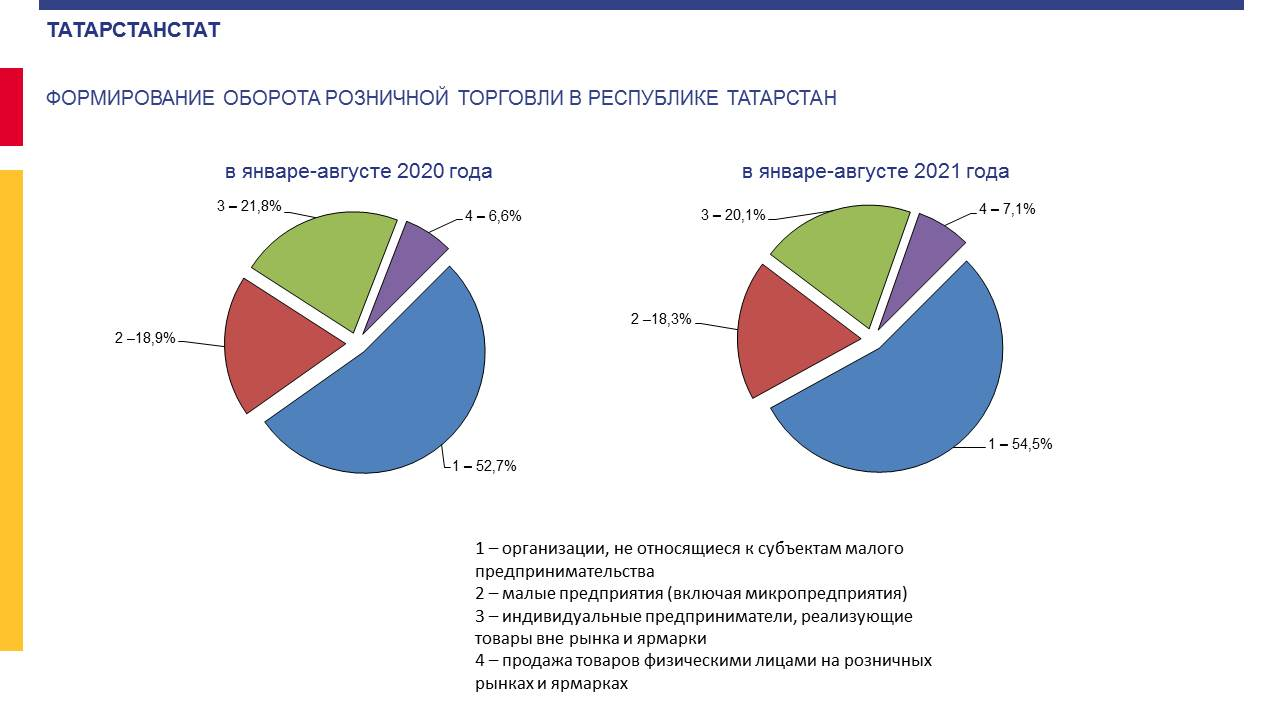 ТАТАРСТАНСТАТ
ФОРМИРОВАНИЕ ОБОРОТА РОЗНИЧНОЙ ТОРГОВЛИ В РЕСПУБЛИКЕ ТАТАРСТАН
в январе-августе 2020 года
3 – 21,8%
4 – 6,6%
2 –18,9%
1 – 52,7%
в январе-августе 2021 года
3 – 20,1%
4 – 7,1%
2 –18,3%
1 – 54,5%
1 – организации, не относящиеся к субъектам малого
предпринимательства
2 – малые предприятия (включая микропредприятия)
3 – индивидуальные предприниматели, реализующие
товары вне рынка и ярмарки
4 – продажа товаров физическими лицами на розничных
рынках и ярмарках